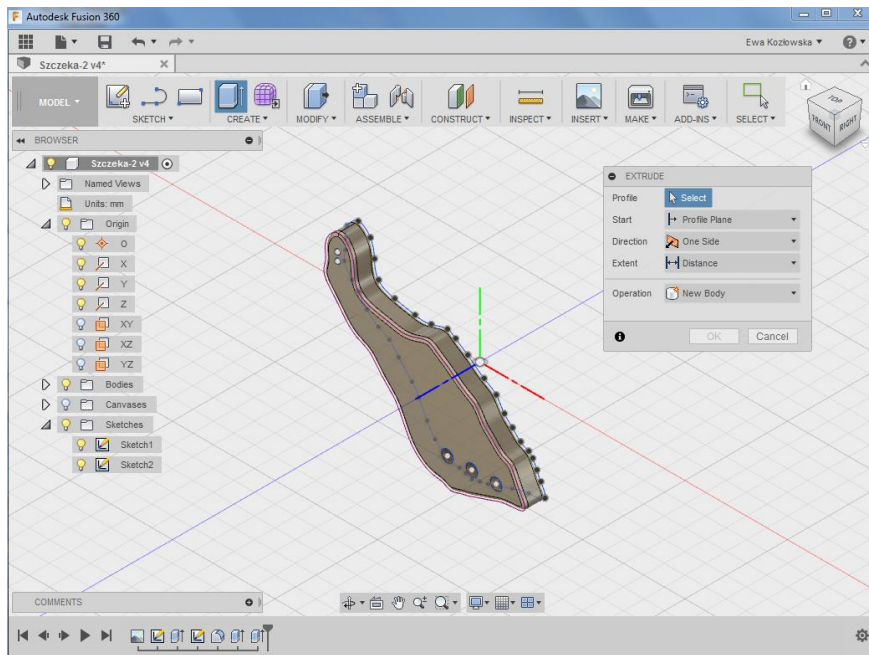 Autodesk Fusion 360
Ewa Kozłowska
Szczeka-2 v4*
MODEL
SKETCH
CREATE
MODIFY
ASSEMBLE
CONSTRUCT
INSPECT
INSERT
MAKE
ADD-INS
SELECT
TOP
FRONT
RIGHT
BROWSER
Szczeka-2 v4
Named Views
Units: mm
Origin
O
X
Y
Z
XY
XZ
YZ
Bodies
Canvases
Sketches
Sketch1
Sketch2
EXTRUDE
Profile Select
Start Profile Plane
Direction One Side
Extent Distance
Operation New Body
OK Cancel
COMMENTS